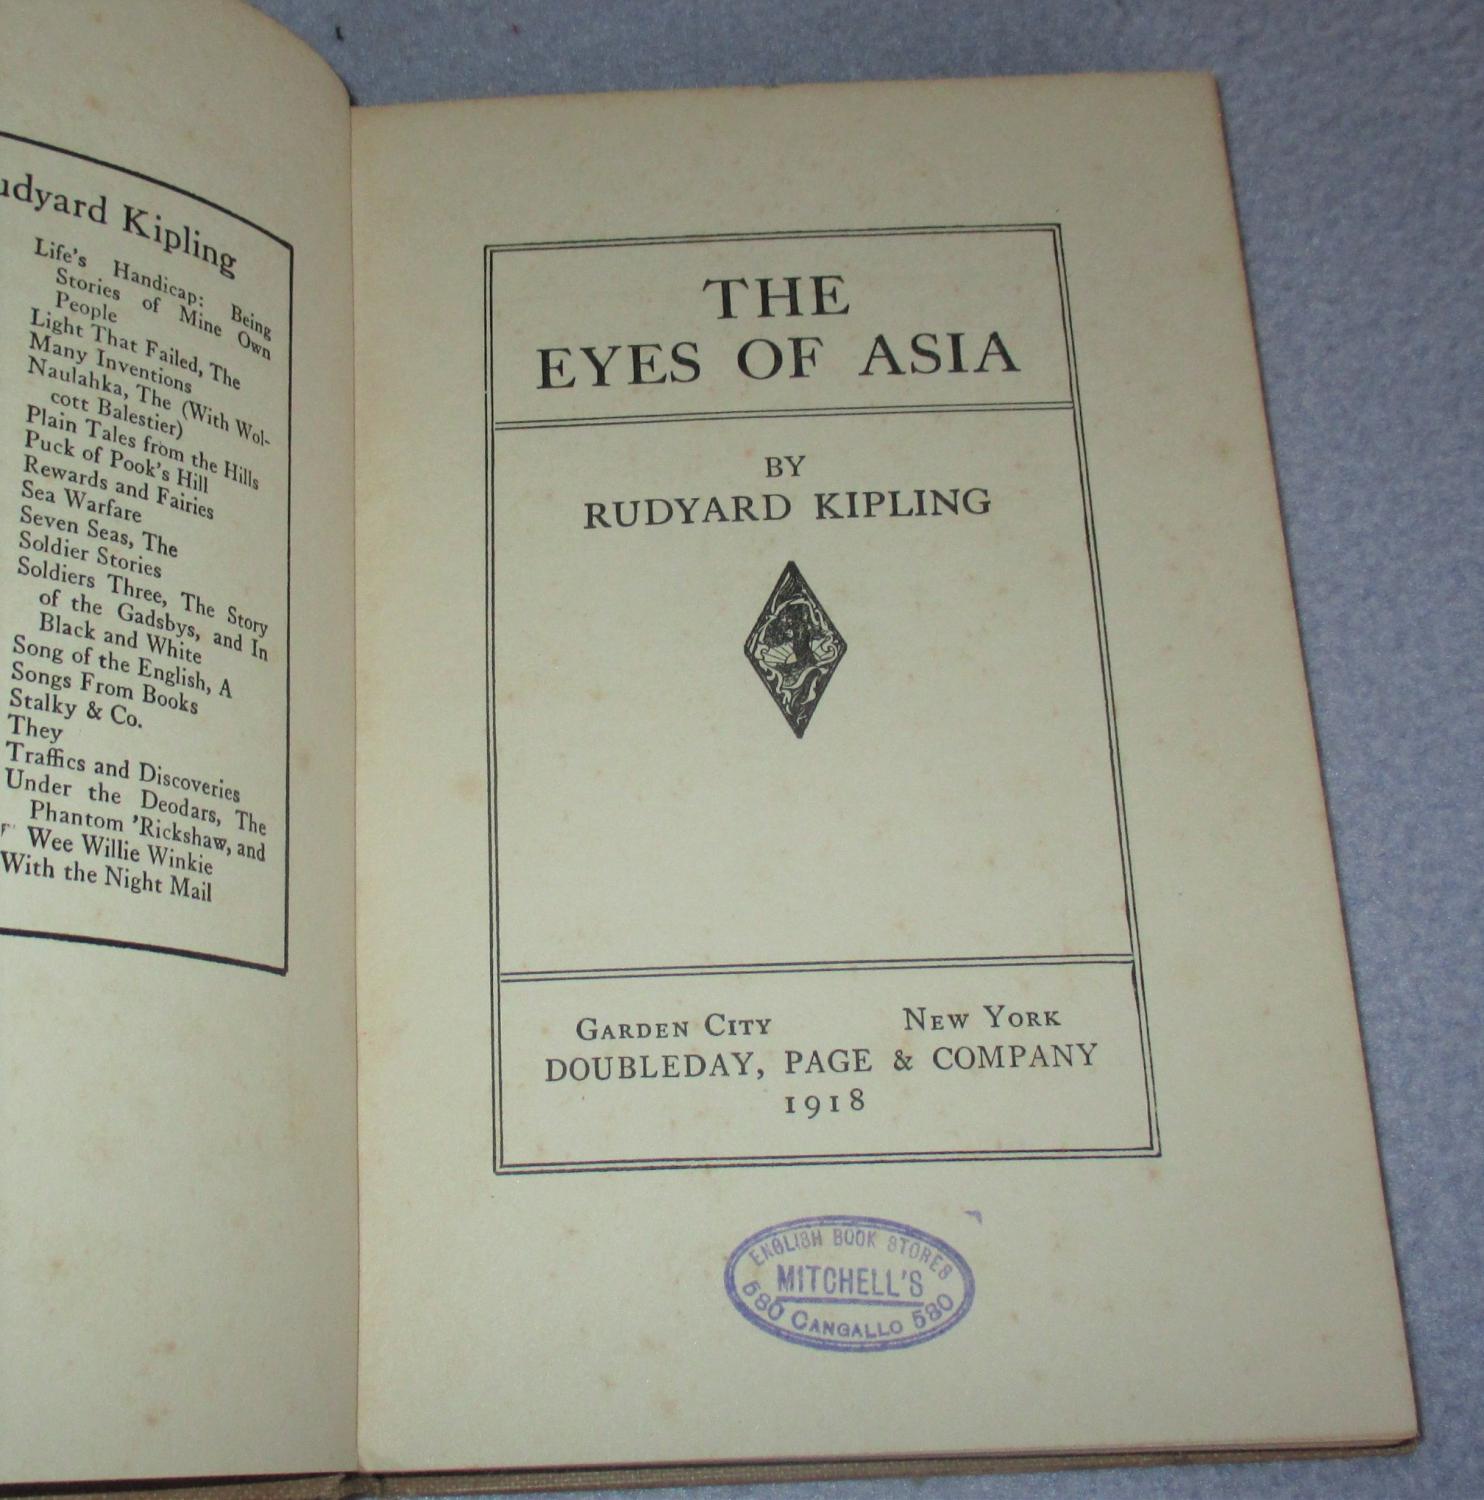 Rudyard Kipling
Life's Handicap: Being
Stories of Mine Own
People
Light That Failed, The
Many Inventions
Naulahka, The (With Wol-
cott Balestier)
Plain Tales from the Hills
Puck of Pook's Hill
Rewards and Fairies
Sea Warfare
Seven Seas, The
Soldier Stories
Soldiers Three, The Story
of the Gadsbys, and In
Black and White
Song of the English, A
Songs From Books
Stalky & Co.
They
Traffics and Discoveries
Under the Deodars, The
Phantom 'Rickshaw, and
Wee Willie Winkie
With the Night Mail
THE
EYES OF ASIA
BY
RUDYARD KIPLING
GARDEN CITY NEW YORK
DOUBLEDAY, PAGE & COMPANY
1918
ENGLISH BOOK STORES
MITCHELL'S
580 CANGALLO 580